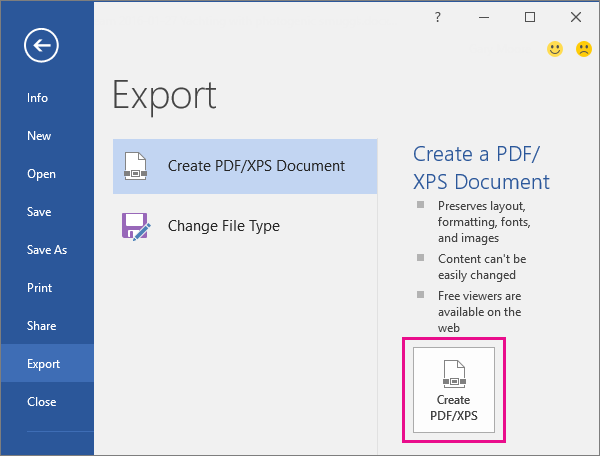 ?
Info
New
Open
Save
Save As
Print
Share
Export
Close
Export
Create PDF/XPS Document
Change File Type
Create a PDF/
XPS Document
Preserves layout,
formatting, fonts,
and images
Content can't be
easily changed
Free viewers are
available on the
web
Create
PDF/XPS